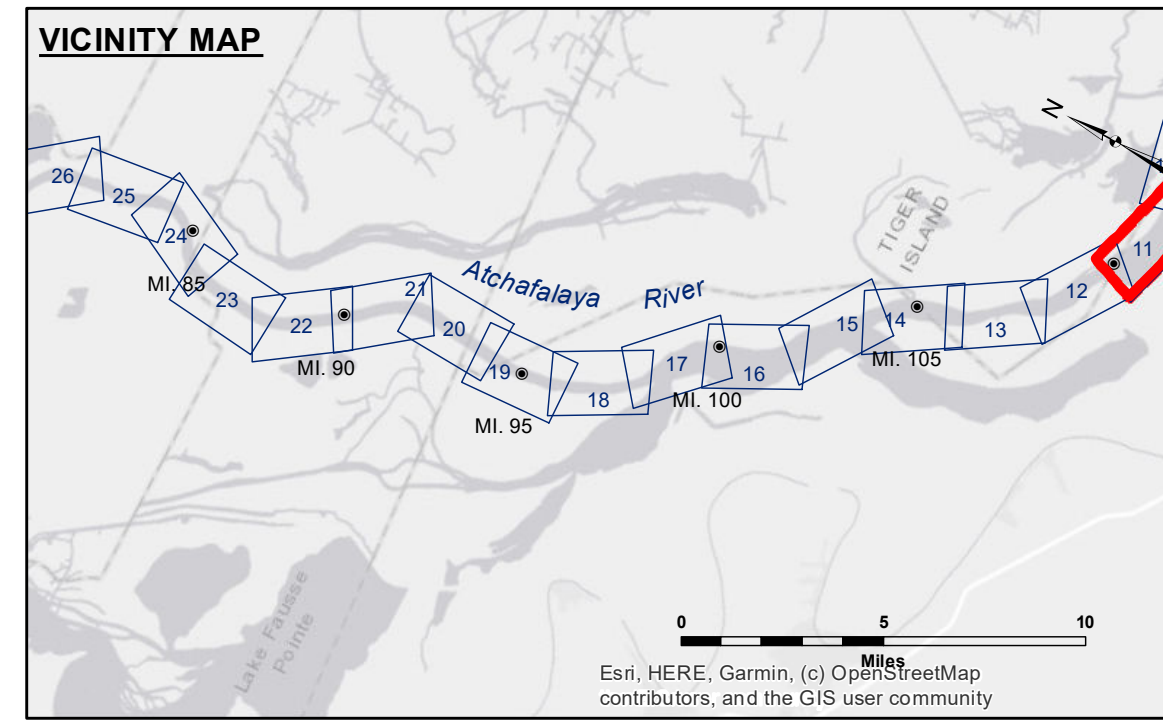 VICINITY MAP
N
26
25
24
MI. 85
23
22
MI. 90
21
20
Atchafalaya River
19
MI. 95
18
17
MI. 100
16
15
14
MI. 105
13
12
11
TIGER
ISLAND
Lake Fausse
Pointe
0 5 10
Miles
Esri, HERE, Garmin, (c) OpenStreetMap
contributors, and the GIS user community